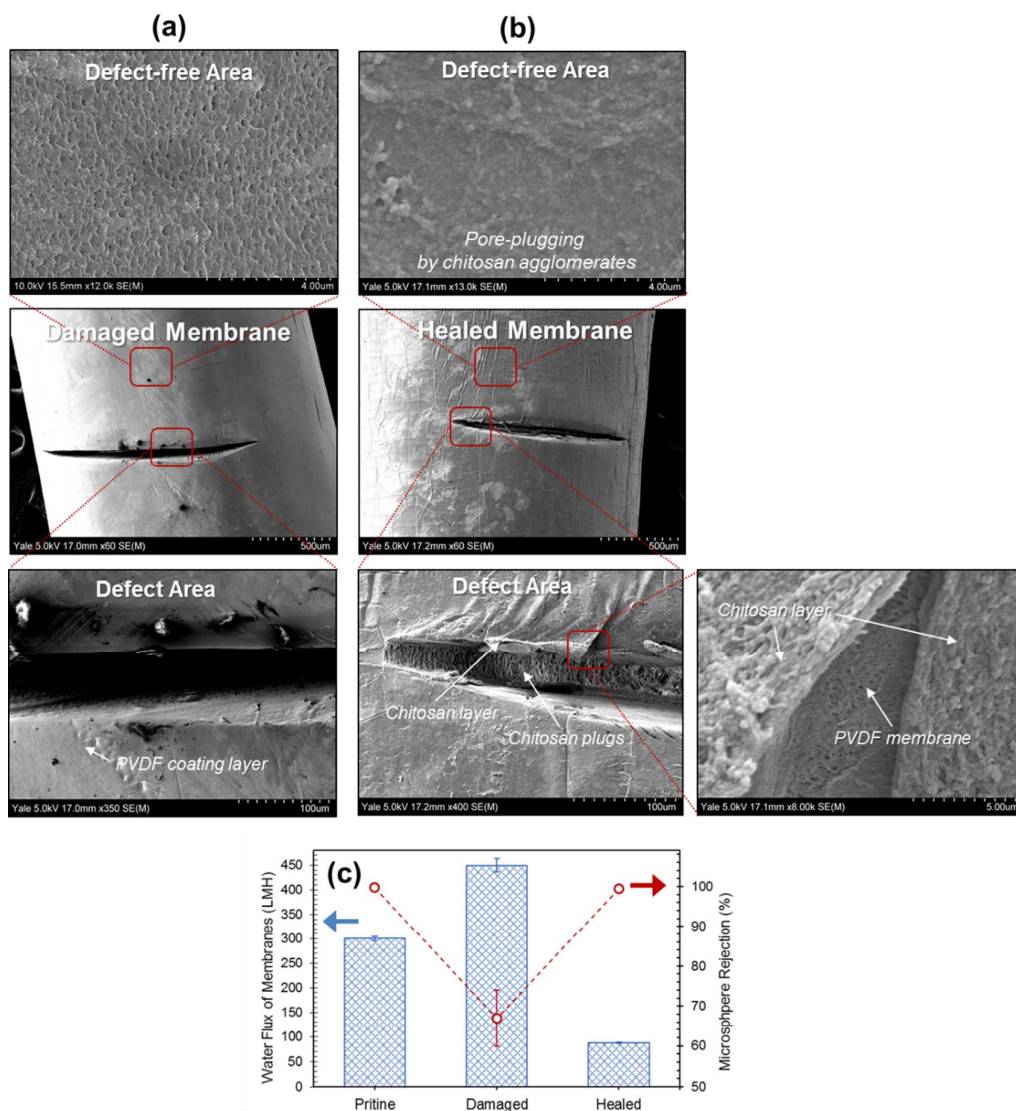 (a)
(b)
Defect-free Area
10.0kV 15.5mm x12.0k SE(M)
4.00um
Defect-free Area
Pore-plugging
by chitosan agglomerates
Yale 5.0kV 17.1mm x13.0k SE(M)
4.00um
Damaged Membrane
Yale 5.0kV 17.0mm x60 SE(M)
500um
Healed Membrane
Yale 5.0kV 17.2mm x60 SE(M)
500um
Defect Area
PVDF coating layer
Yale 5.0kV 17.0mm x350 SE(M)
100um
Defect Area
Chitosan layer
Chitosan plugs
Yale 5.0kV 17.2mm x400 SE(M)
100um
Chitosan layer
PVDF membrane
Yale 5.0kV 17.1mm x8.00k SE(M)
5.00um
(c)
Water Flux of Membranes (LMH)
450
400
350
300
250
200
150
100
50
0
Pritine
Damaged
Healed
100
90
80
70
60
50
Microsphpere Rejection (%)